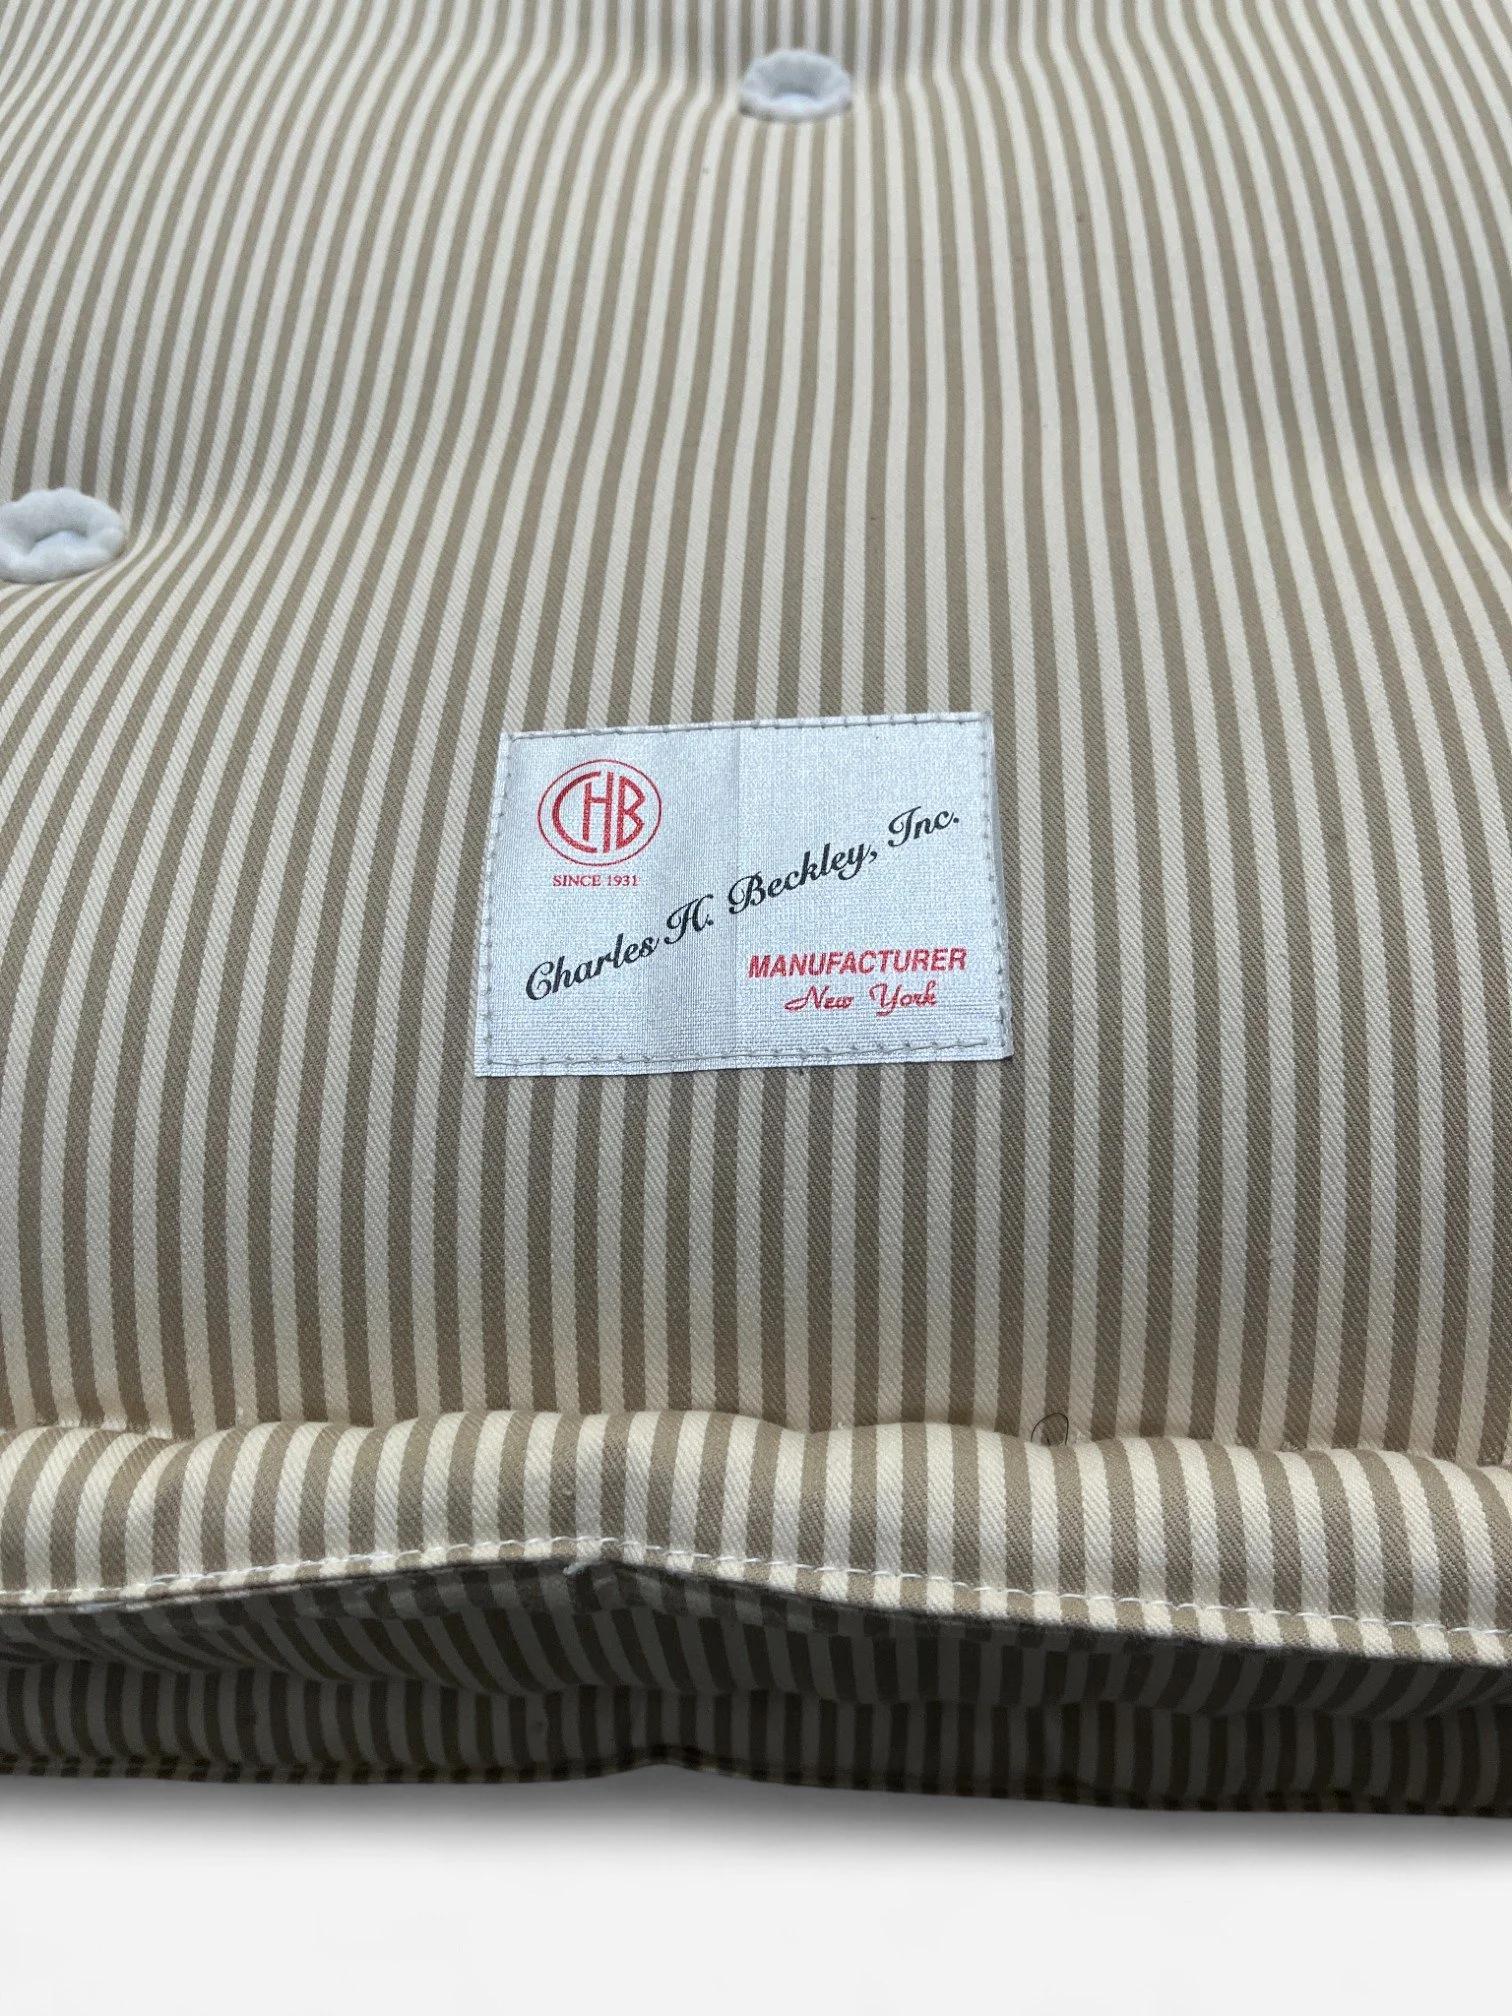 CHB
SINCE 1931
Charles H. Beckley, Inc.
MANUFACTURER
New York